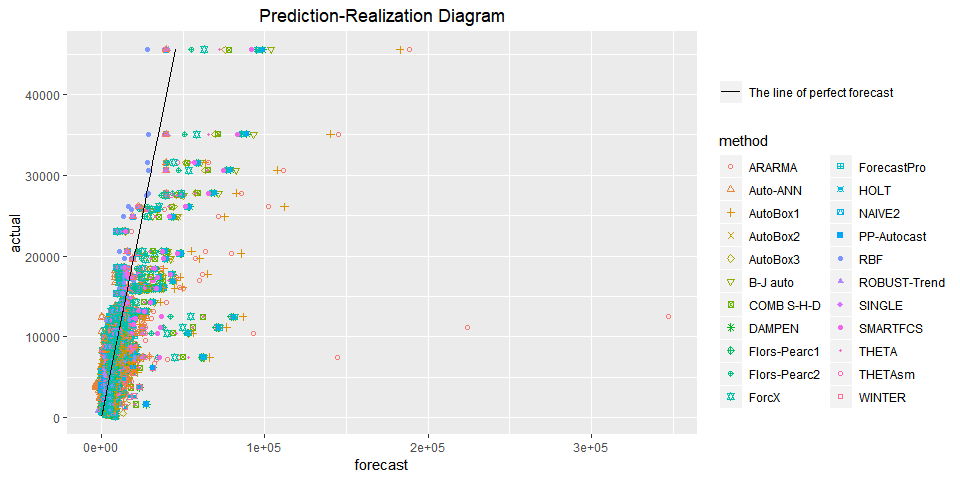 Prediction-Realization Diagram
actual
40000
30000
20000
10000
0
0e+00
1e+05
2e+05
3e+05
forecast
The line of perfect forecast
method
ARARMA
Auto-ANN
AutoBox1
AutoBox2
AutoBox3
B-J auto
COMB S-H-D
DAMPEN
Flors-Pearc1
Flors-Pearc2
ForcX
ForecastPro
HOLT
NAIVE2
PP-Autocast
RBF
ROBUST-Trend
SINGLE
SMARTFCS
THETA
THETAsm
WINTER